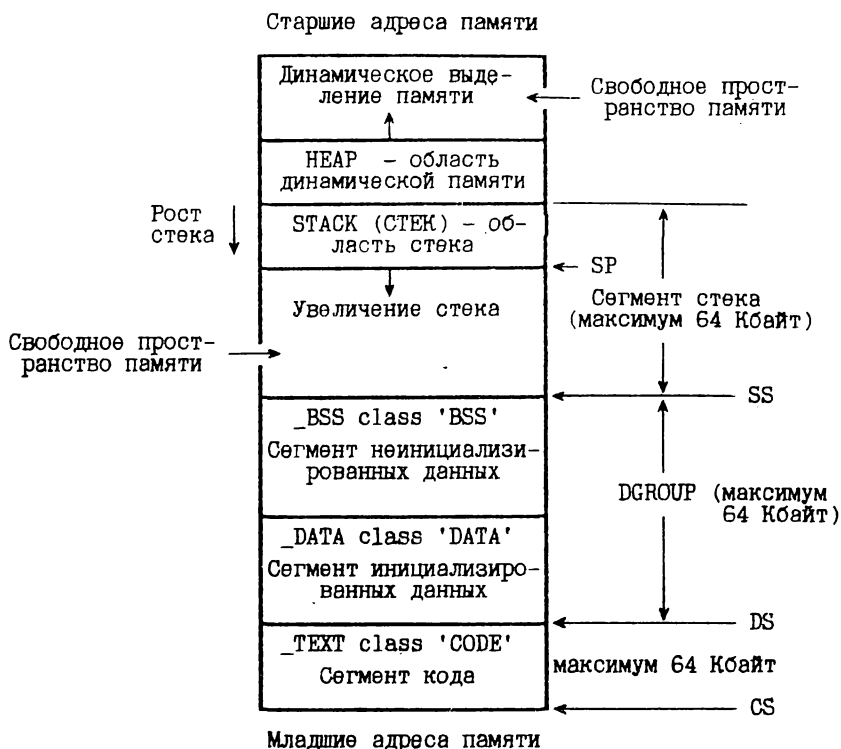 Старшие адреса памяти
Динамическое выде-
ление памяти
Свободное прост-
ранство памяти
HEAP - область
динамической памяти
Рост
стека
STACK (СТЕК) - об-
ласть стека
SP
Увеличение стека
Сегмент стека
(максимум 64 Кбайт)
Свободное прост-
ранство памяти
SS
_BSS class 'BSS'
Сегмент неинициализи-
рованных данных
DGROUP (максимум
64 Кбайт)
_DATA class 'DATA'
Сегмент инициализиро-
ванных данных
DS
_TEXT class 'CODE'
Сегмент кода
максимум 64 Кбайт
CS
Младшие адреса памяти